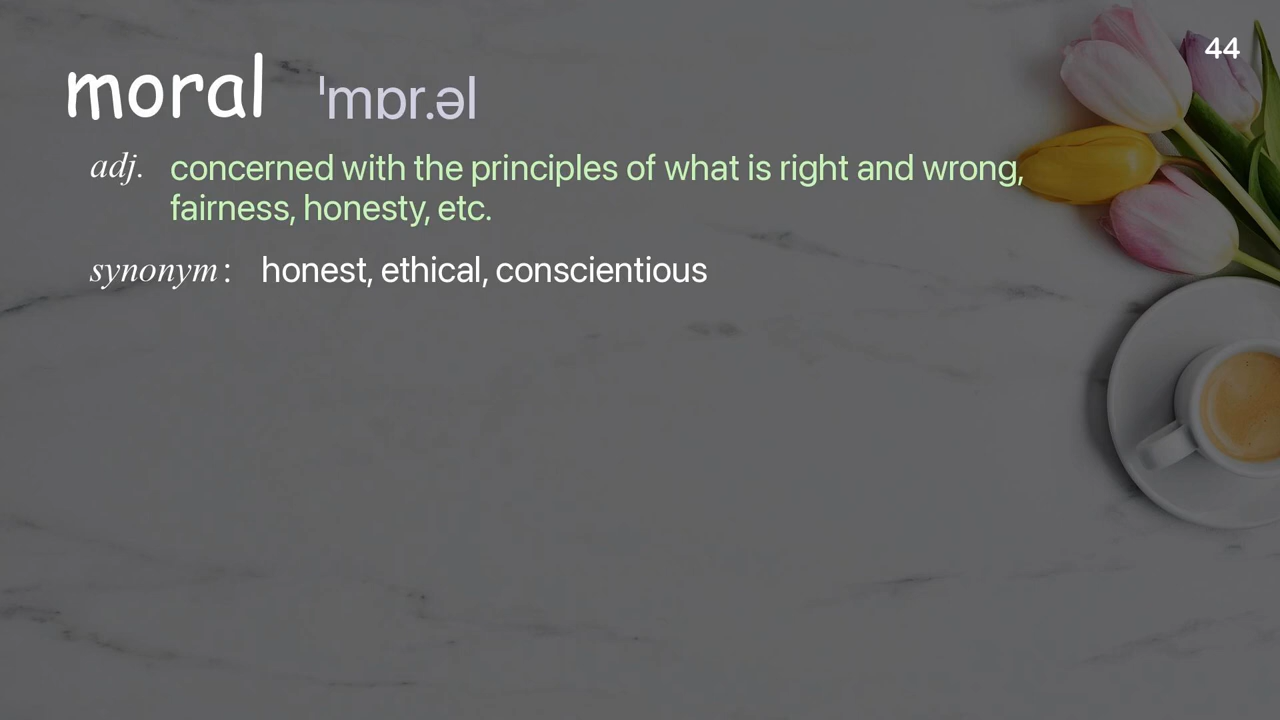 44
moral ˈmɒr.əl
adj. concerned with the principles of what is right and wrong,
fairness, honesty, etc.
synonym: honest, ethical, conscientious